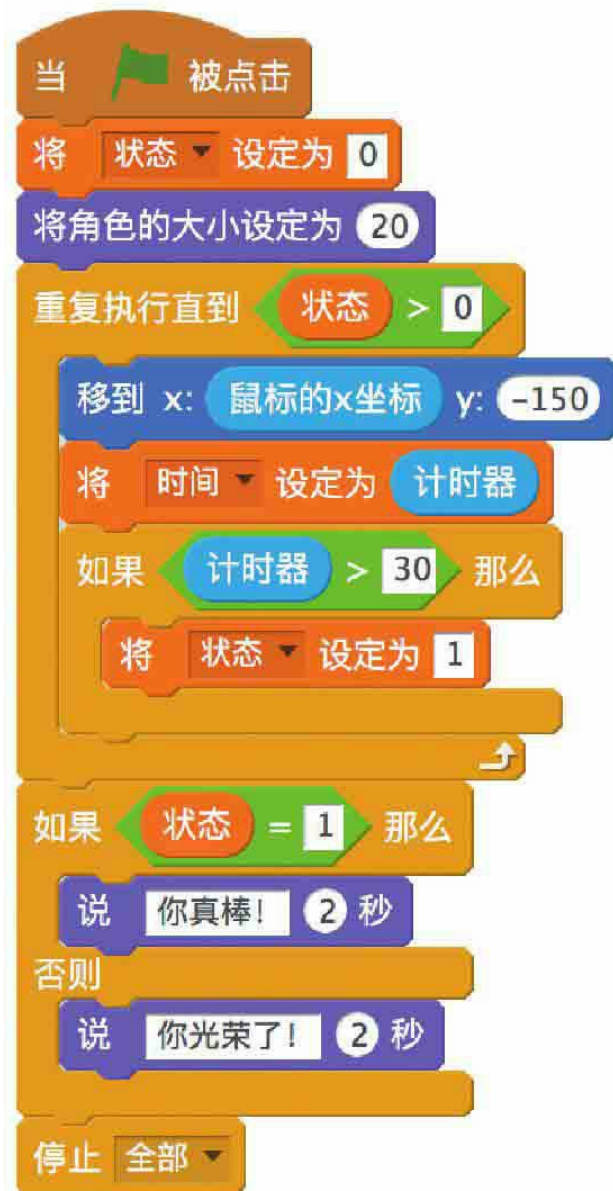 当 被点击
将 状态 设定为 0
将角色的大小设定为 20
重复执行直到 状态 > 0
移到 x: 鼠标的x坐标 y: -150
将 时间 设定为 计时器
如果 计时器 > 30 那么
将 状态 设定为 1
如果 状态 = 1 那么
说 你真棒! 2 秒
否则
说 你光荣了! 2 秒
停止 全部